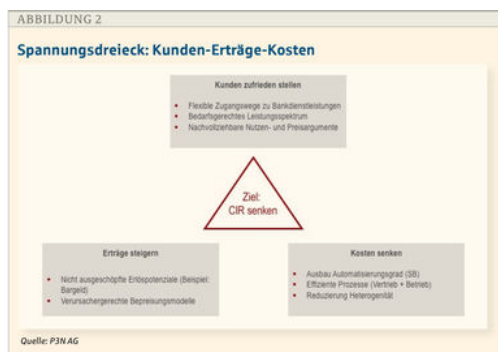 ABBILDUNG 2
Spannungsdreieck: Kunden-Erträge-Kosten
Kunden zufrieden stellen
Flexible Zugangswege zu Bankdienstleistungen
Bedarfsgerechtes Leistungsspektrum
Nachvollziehbare Nutzen- und Preisargumente
Ziel:
CIR senken
Erträge steigern
Nicht ausgeschöpfte Erlöspotenziale (Beispiel:
Bargeld)
Verursachergerechte Bepreisungsmodelle
Kosten senken
Ausbau Automatisierungsgrad (SB)
Effiziente Prozesse (Vertrieb + Betrieb)
Reduzierung Heterogenität
Quelle: P3N AG